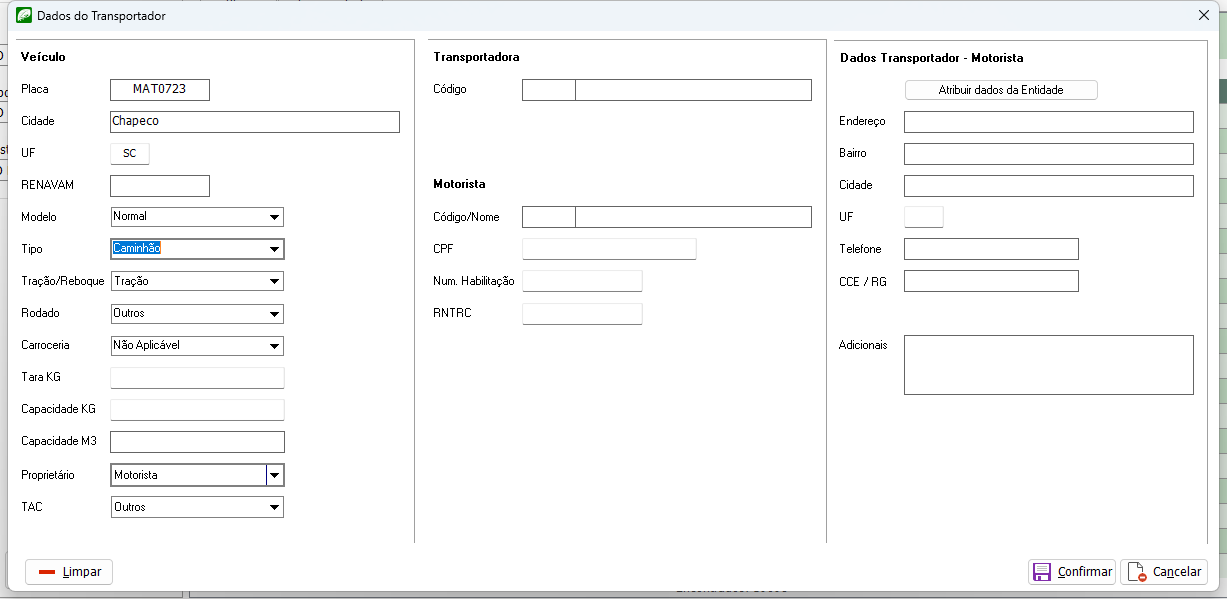 Dados do Transportador
Veículo
Placa MAT0723
Cidade Chapeco
UF SC
RENAVAM
Modelo Normal
Tipo Caminhão
Tração/Reboque Tração
Rodado Outros
Carroceria Não Aplicável
Tara KG
Capacidade KG
Capacidade M3
Proprietário Motorista
TAC Outros
Transportadora
Código
Motorista
Código/Nome
CPF
Num. Habilitação
RNTRC
Dados Transportador - Motorista
Atribuir dados da Entidade
Endereço
Bairro
Cidade
UF
Telefone
CCE / RG
Adicionais
Limpar
Confirmar
Cancelar